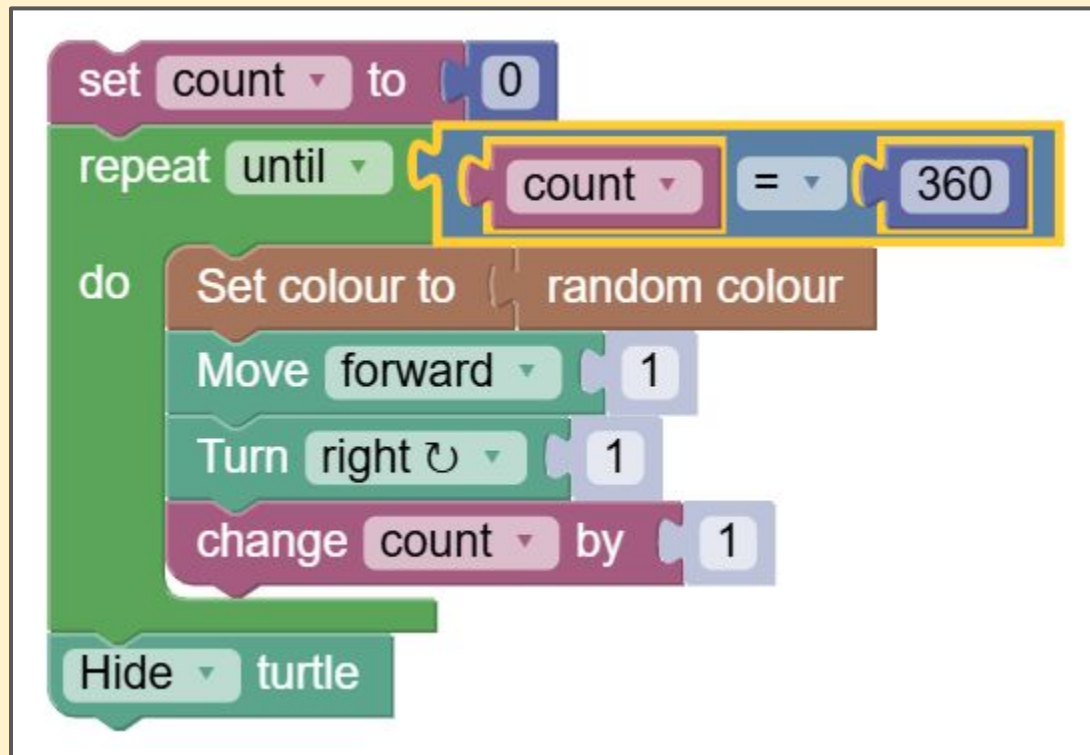 set count to 0
repeat until count = 360
do Set colour to random colour
Move forward 1
Turn right ↻ 1
change count by 1
Hide turtle